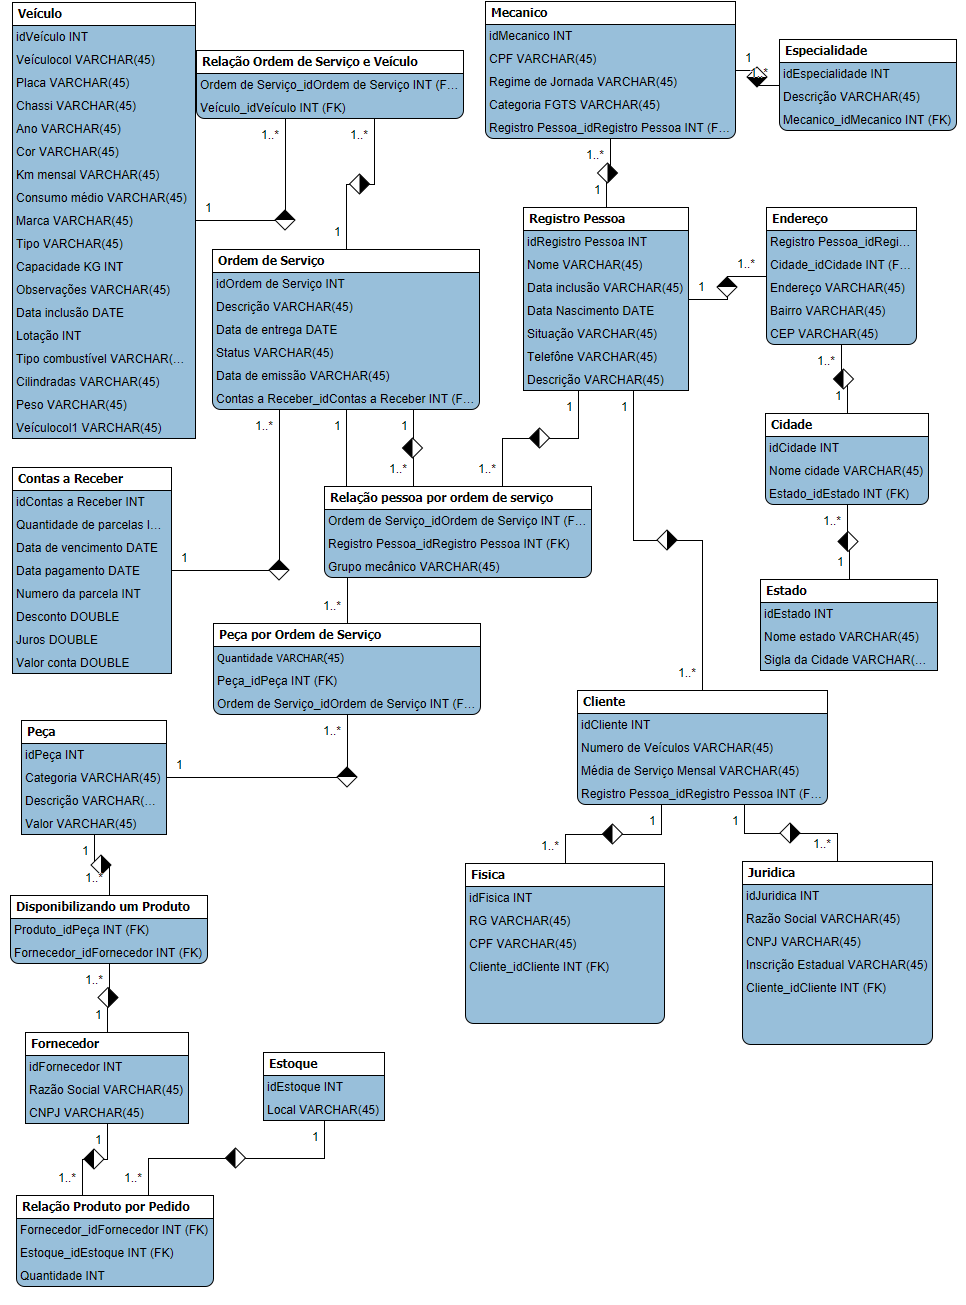 Veículo
idVeículo INT
Veículocol VARCHAR(45)
Placa VARCHAR(45)
Chassi VARCHAR(45)
Ano VARCHAR(45)
Cor VARCHAR(45)
Km mensal VARCHAR(45)
Consumo médio VARCHAR(45)
Marca VARCHAR(45)
Tipo VARCHAR(45)
Capacidade KG INT
Observações VARCHAR(45)
Data inclusão DATE
Lotação INT
Tipo combustível VARCHAR(...
Cilindradas VARCHAR(45)
Peso VARCHAR(45)
Veículocol1 VARCHAR(45)
Relação Ordem de Serviço e Veículo
Ordem de Serviço_idOrdem de Serviço INT (F...
Veículo_idVeículo INT (FK)
1..*
1..*
1
1
Mecanico
idMecanico INT
CPF VARCHAR(45)
Regime de Jornada VARCHAR(45)
Categoria FGTS VARCHAR(45)
Registro Pessoa_idRegistro Pessoa INT (F...
1
1..*
Especialidade
idEspecialidade INT
Descrição VARCHAR(45)
Mecanico_idMecanico INT (FK)
1..*
1
Registro Pessoa
idRegistro Pessoa INT
Nome VARCHAR(45)
Data inclusão VARCHAR(45)
Data Nascimento DATE
Situação VARCHAR(45)
Telefône VARCHAR(45)
Descrição VARCHAR(45)
1..*
1
Endereço
Registro Pessoa_idRegi...
Cidade_idCidade INT (F...
Endereço VARCHAR(45)
Bairro VARCHAR(45)
CEP VARCHAR(45)
1..*
1
Cidade
idCidade INT
Nome cidade VARCHAR(45)
Estado_idEstado INT (FK)
1..*
1
Estado
idEstado INT
Nome estado VARCHAR(45)
Sigla da Cidade VARCHAR(...
Ordem de Serviço
idOrdem de Serviço INT
Descrição VARCHAR(45)
Data de entrega DATE
Status VARCHAR(45)
Data de emissão VARCHAR(45)
Contas a Receber_idContas a Receber INT (F...
1..*
1
1
1
1
1..*
1..*
Contas a Receber
idContas a Receber INT
Quantidade de parcelas I...
Data de vencimento DATE
Data pagamento DATE
Numero da parcela INT
Desconto DOUBLE
Juros DOUBLE
Valor conta DOUBLE
1
Relação pessoa por ordem de serviço
Ordem de Serviço_idOrdem de Serviço INT (F...
Registro Pessoa_idRegistro Pessoa INT (FK)
Grupo mecânico VARCHAR(45)
1..*
Peça por Ordem de Serviço
Quantidade VARCHAR(45)
Peça_idPeça INT (FK)
Ordem de Serviço_idOrdem de Serviço INT (F...
1..*
1
1..*
Cliente
idCliente INT
Numero de Veículos VARCHAR(45)
Média de Serviço Mensal VARCHAR(45)
Registro Pessoa_idRegistro Pessoa INT (F...
1
1
1..*
1..*
Peça
idPeça INT
Categoria VARCHAR(45)
Descrição VARCHAR(...
Valor VARCHAR(45)
1
1..*
Fisica
idFisica INT
RG VARCHAR(45)
CPF VARCHAR(45)
Cliente_idCliente INT (FK)
Juridica
idJuridica INT
Razão Social VARCHAR(45)
CNPJ VARCHAR(45)
Inscrição Estadual VARCHAR(45)
Cliente_idCliente INT (FK)
Disponibilizando um Produto
Produto_idPeça INT (FK)
Fornecedor_idFornecedor INT (FK)
1..*
1
Fornecedor
idFornecedor INT
Razão Social VARCHAR(45)
CNPJ VARCHAR(45)
1
Estoque
idEstoque INT
Local VARCHAR(45)
1
1..*
1..*
Relação Produto por Pedido
Fornecedor_idFornecedor INT (FK)
Estoque_idEstoque INT (FK)
Quantidade INT